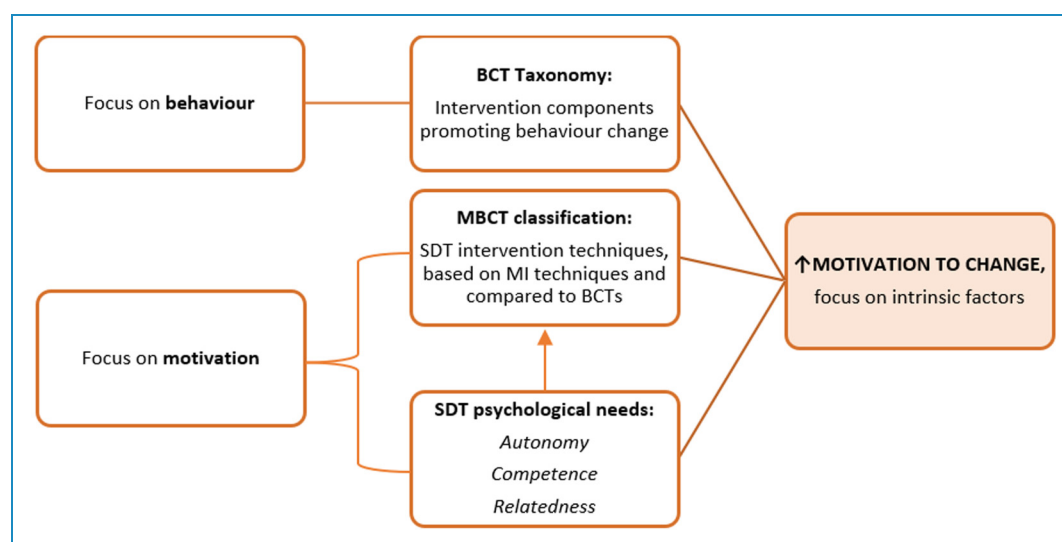 Focus on behaviour
BCT Taxonomy:
Intervention components
promoting behaviour change
MBCT classification:
SDT intervention techniques,
based on MI techniques and
compared to BCTs
Focus on motivation
SDT psychological needs:
Autonomy
Competence
Relatedness
↑MOTIVATION TO CHANGE,
focus on intrinsic factors